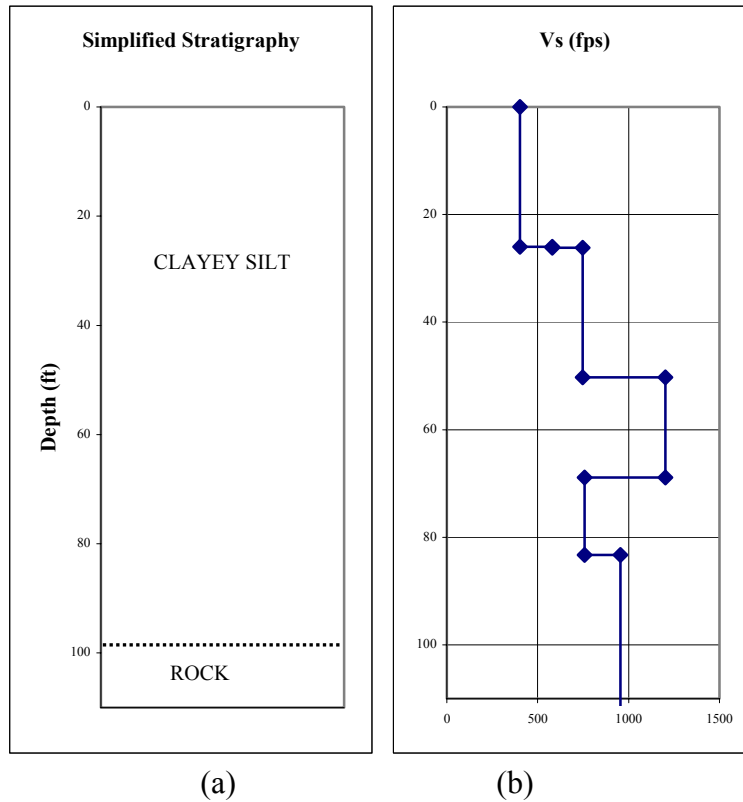 Simplified Stratigraphy
0
20
CLAYEY SILT
40
Depth (ft)
60
80
100
ROCK
(a)
Vs (fps)
0
20
40
60
80
100
0 500 1000 1500
(b)